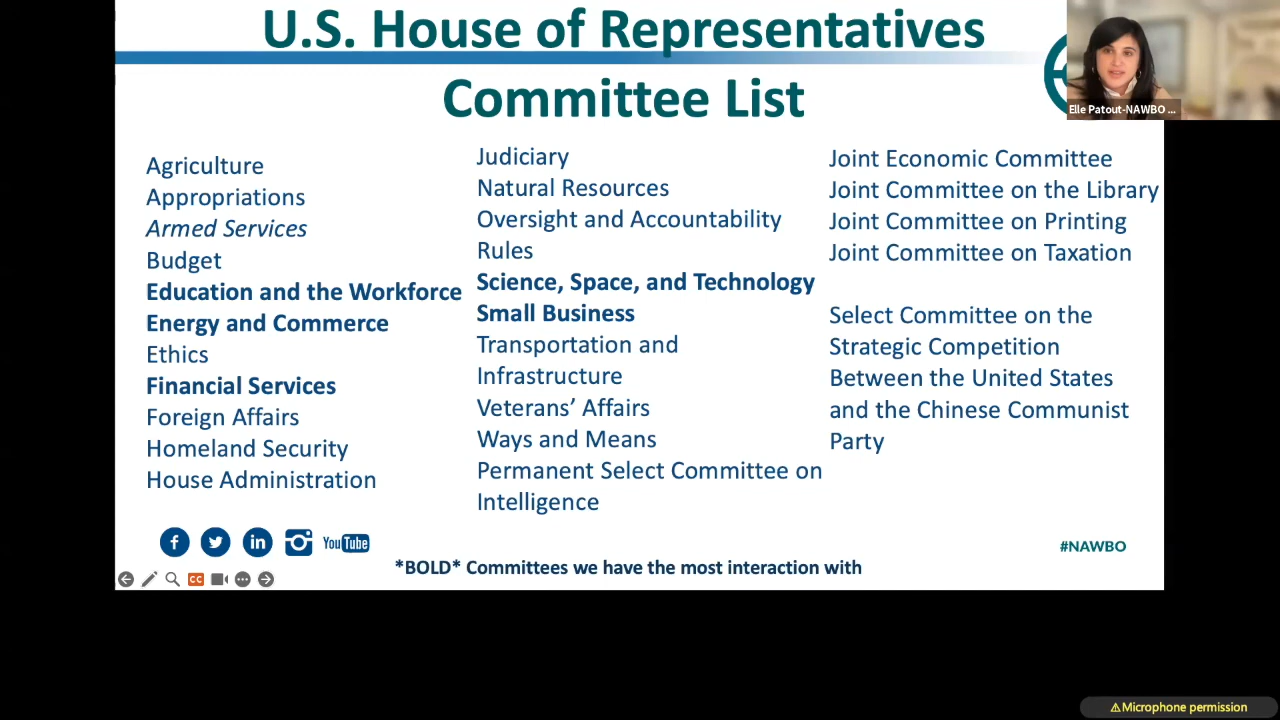 U.S. House of Representatives
Committee List
Elle Patout-NAWBO ...
Agriculture
Appropriations
Armed Services
Budget
Education and the Workforce
Energy and Commerce
Ethics
Financial Services
Foreign Affairs
Homeland Security
House Administration
Judiciary
Natural Resources
Oversight and Accountability
Rules
Science, Space, and Technology
Small Business
Transportation and
Infrastructure
Veterans’ Affairs
Ways and Means
Permanent Select Committee on
Intelligence
Joint Economic Committee
Joint Committee on the Library
Joint Committee on Printing
Joint Committee on Taxation
Select Committee on the
Strategic Competition
Between the United States
and the Chinese Communist
Party
f
in
You Tube
#NAWBO
*BOLD* Committees we have the most interaction with
CC
⚠Microphone permission